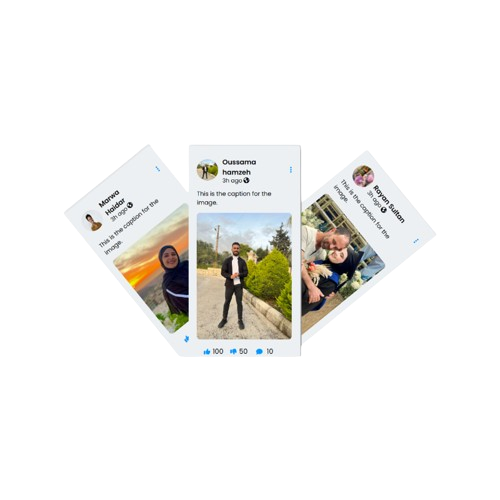 Marwa
Haidar
3h ago
This is the caption for the
image.
Oussama
hamzeh
3h ago
This is the caption for the
image.
100 50 10
Rayan Sultan
3h ago
This is the caption for the
image.